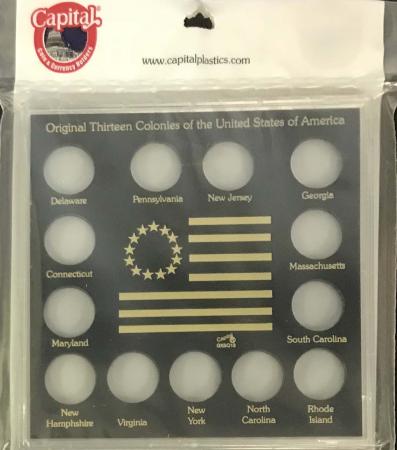 Capital®
Coin & Currency Holders
www.capitalplastics.com
Original Thirteen Colonies of the United States of America
Delaware
Pennsylvania
New Jersey
Georgia
Connecticut
Massachusetts
Maryland
South Carolina
New
Hamphshire
Virginia
New
York
North
Carolina
Rhode
Island